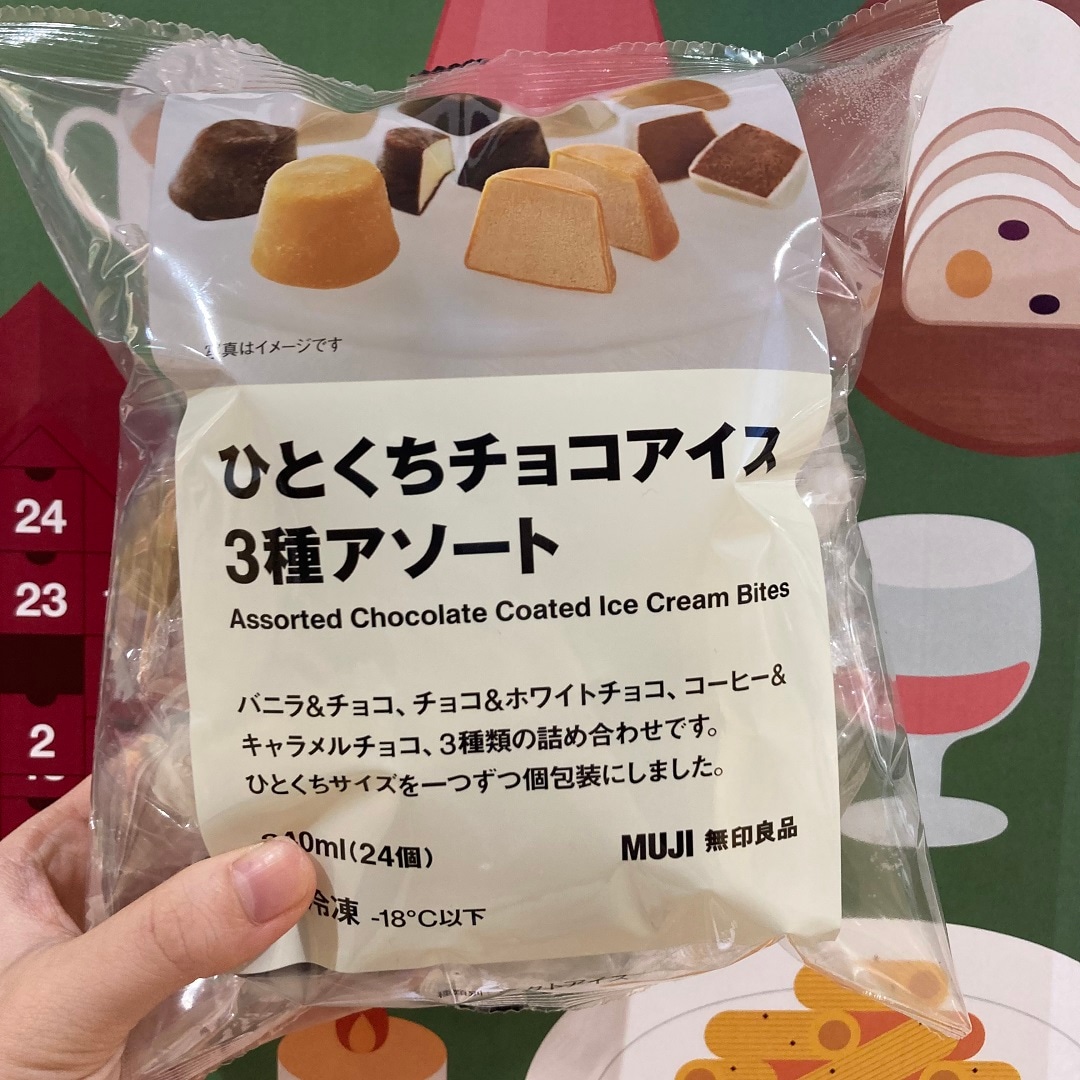 写真はイメージです
ひとくちチョコアイス
3種アソート
Assorted Chocolate Coated Ice Cream Bites
バニラ&チョコ、チョコ&ホワイトチョコ、コーヒー&
キャラメルチョコ、3種類の詰め合わせです。
ひとくちサイズを一つずつ個包装にしました。
(24個)
MUJI 無印良品
冷凍 -18°C以下
24
23
2